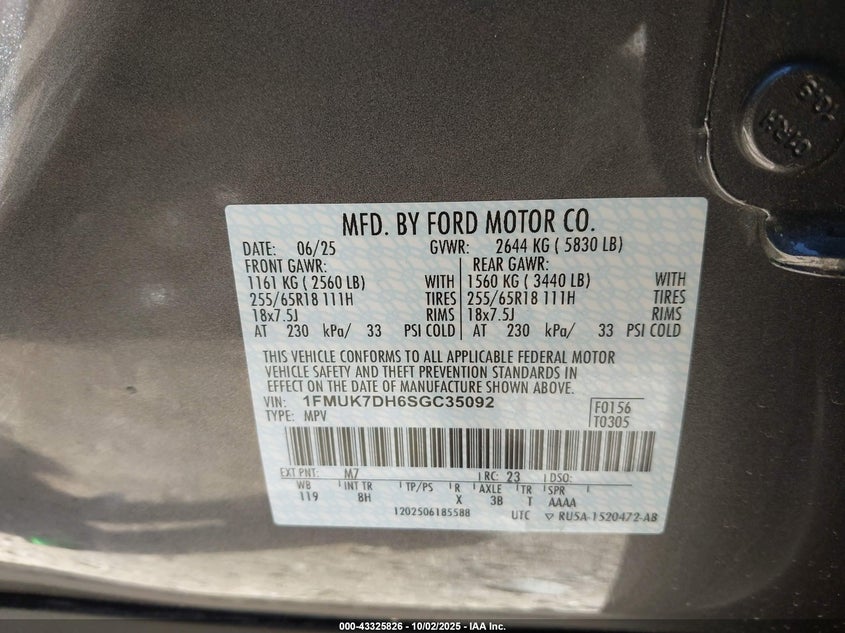 MFD. BY FORD MOTOR CO.
DATE: 06/25 GVWR: 2644 KG ( 5830 LB)
FRONT GAWR: REAR GAWR:
1161 KG ( 2560 LB) WITH 1560 KG ( 3440 LB) WITH
255/65R18 111H TIRES 255/65R18 111H TIRES
18x7.5J RIMS 18x7.5J RIMS
AT 230 kPa/ 33 PSI COLD AT 230 kPa/ 33 PSI COLD
THIS VEHICLE CONFORMS TO ALL APPLICABLE FEDERAL MOTOR
VEHICLE SAFETY AND THEFT PREVENTION STANDARDS IN
EFFECT ON THE DATE OF MANUFACTURE SHOWN ABOVE.
VIN: 1FMUK7DH6SGC35092 F0156
TYPE: MPV T0305
EXT PNT: M7 RC: 23 DSO:
WB INT TR TP/PS R AXLE TR SPR
119 BH X 3B T AAAA
1202506185588 UTC RU5A-1520472-AB
000-43325826 - 10/02/2025 - IAA Inc.